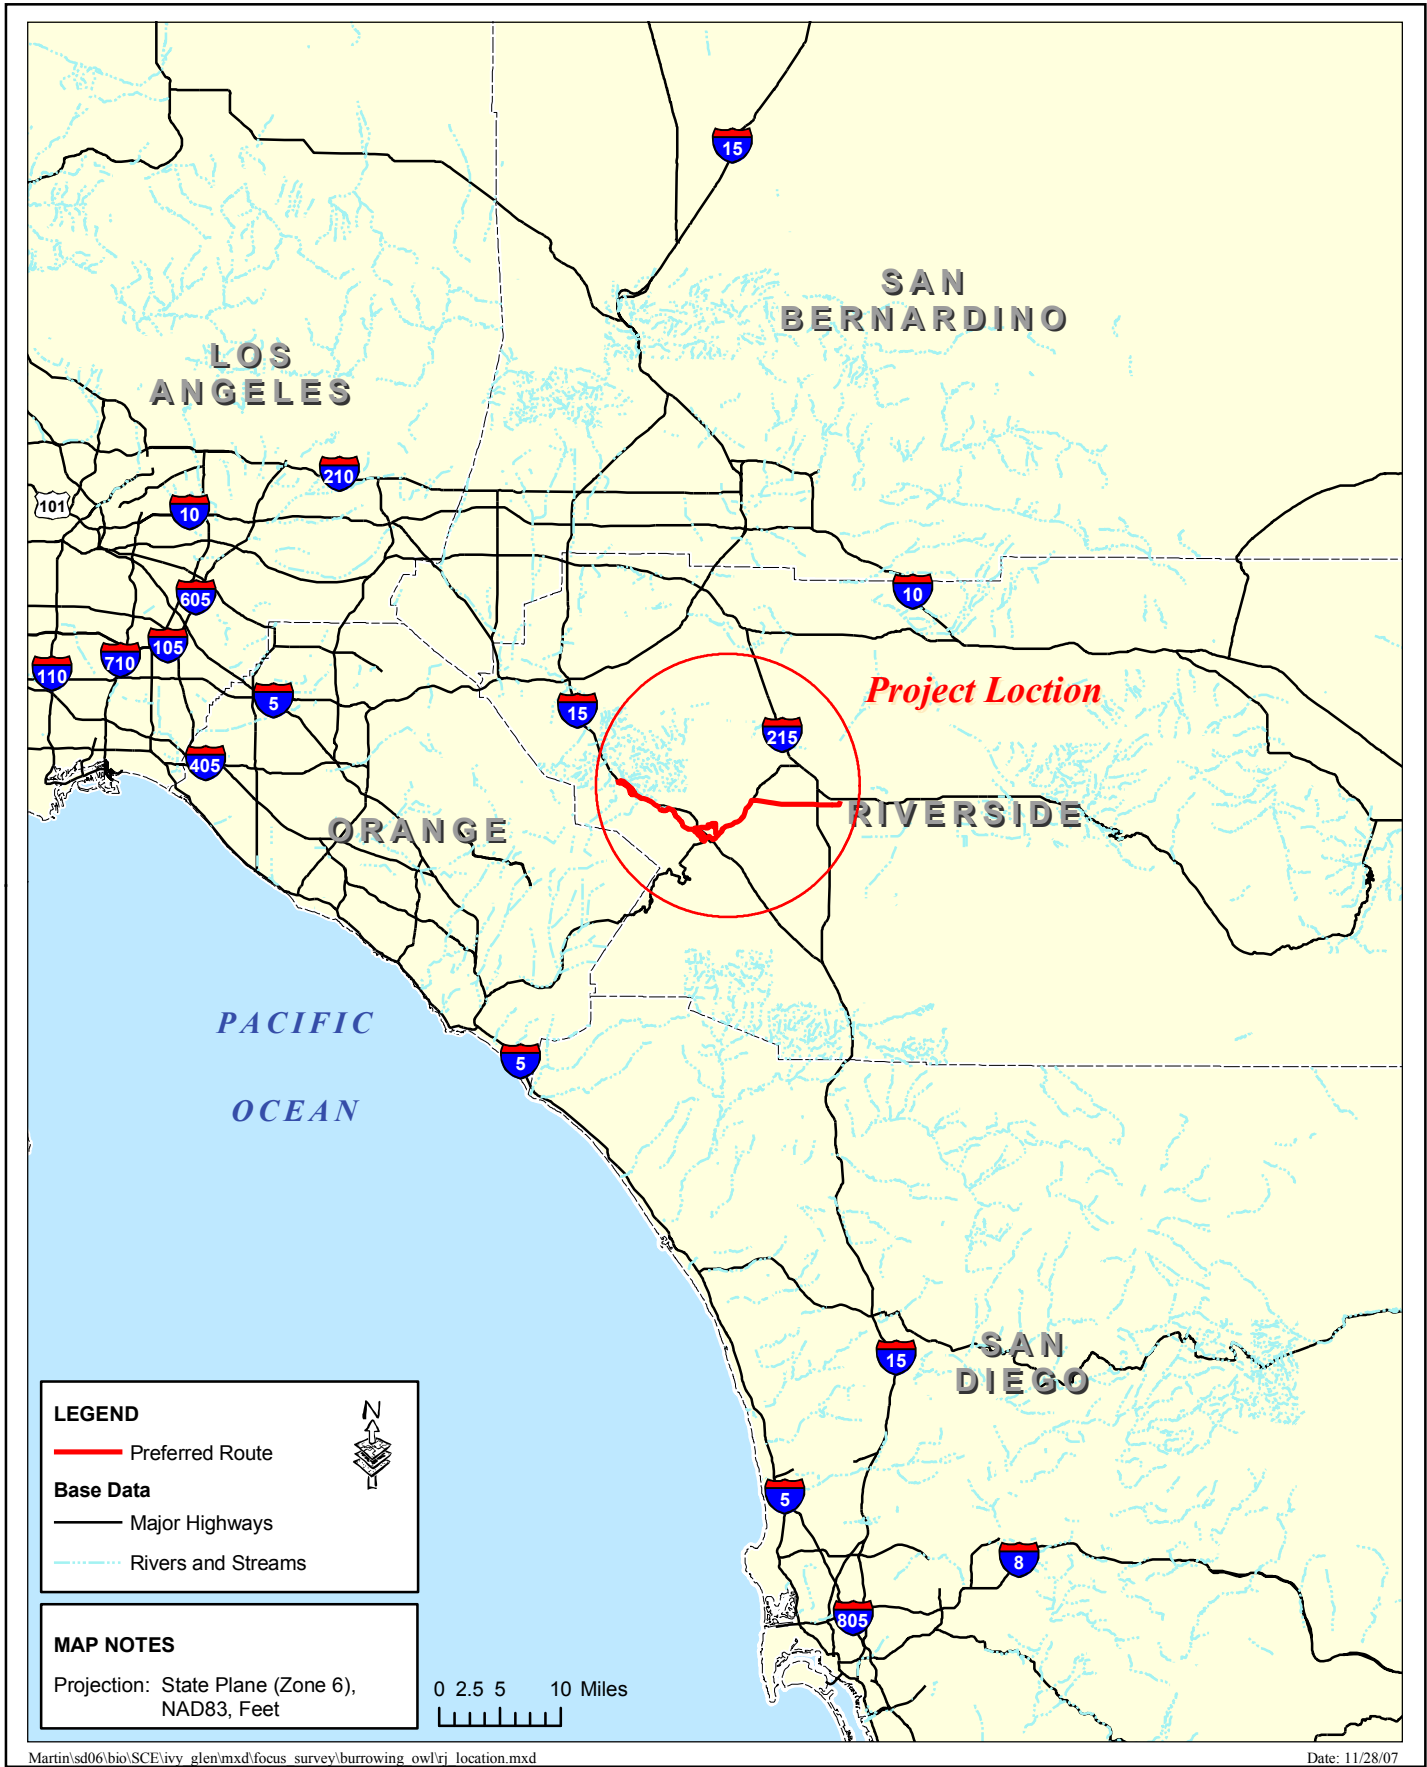 15
SAN
BERNARDINO
LOS
ANGELES
210
101
10
605
10
105
710
110
5
15
Project Loction
215
405
RIVERSIDE
ORANGE
PACIFIC
5
OCEAN
15
SAN
DIEGO
LEGEND
N
Preferred Route
Base Data
Major Highways
Rivers and Streams
5
8
805
MAP NOTES
Projection: State Plane (Zone 6),
NAD83, Feet
0 2.5 5 10 Miles
Martin\sd06\bio\SCE\ivy_glen\mxd\focus_survey\burrowing_owl\rj_location.mxd
Date: 11/28/07